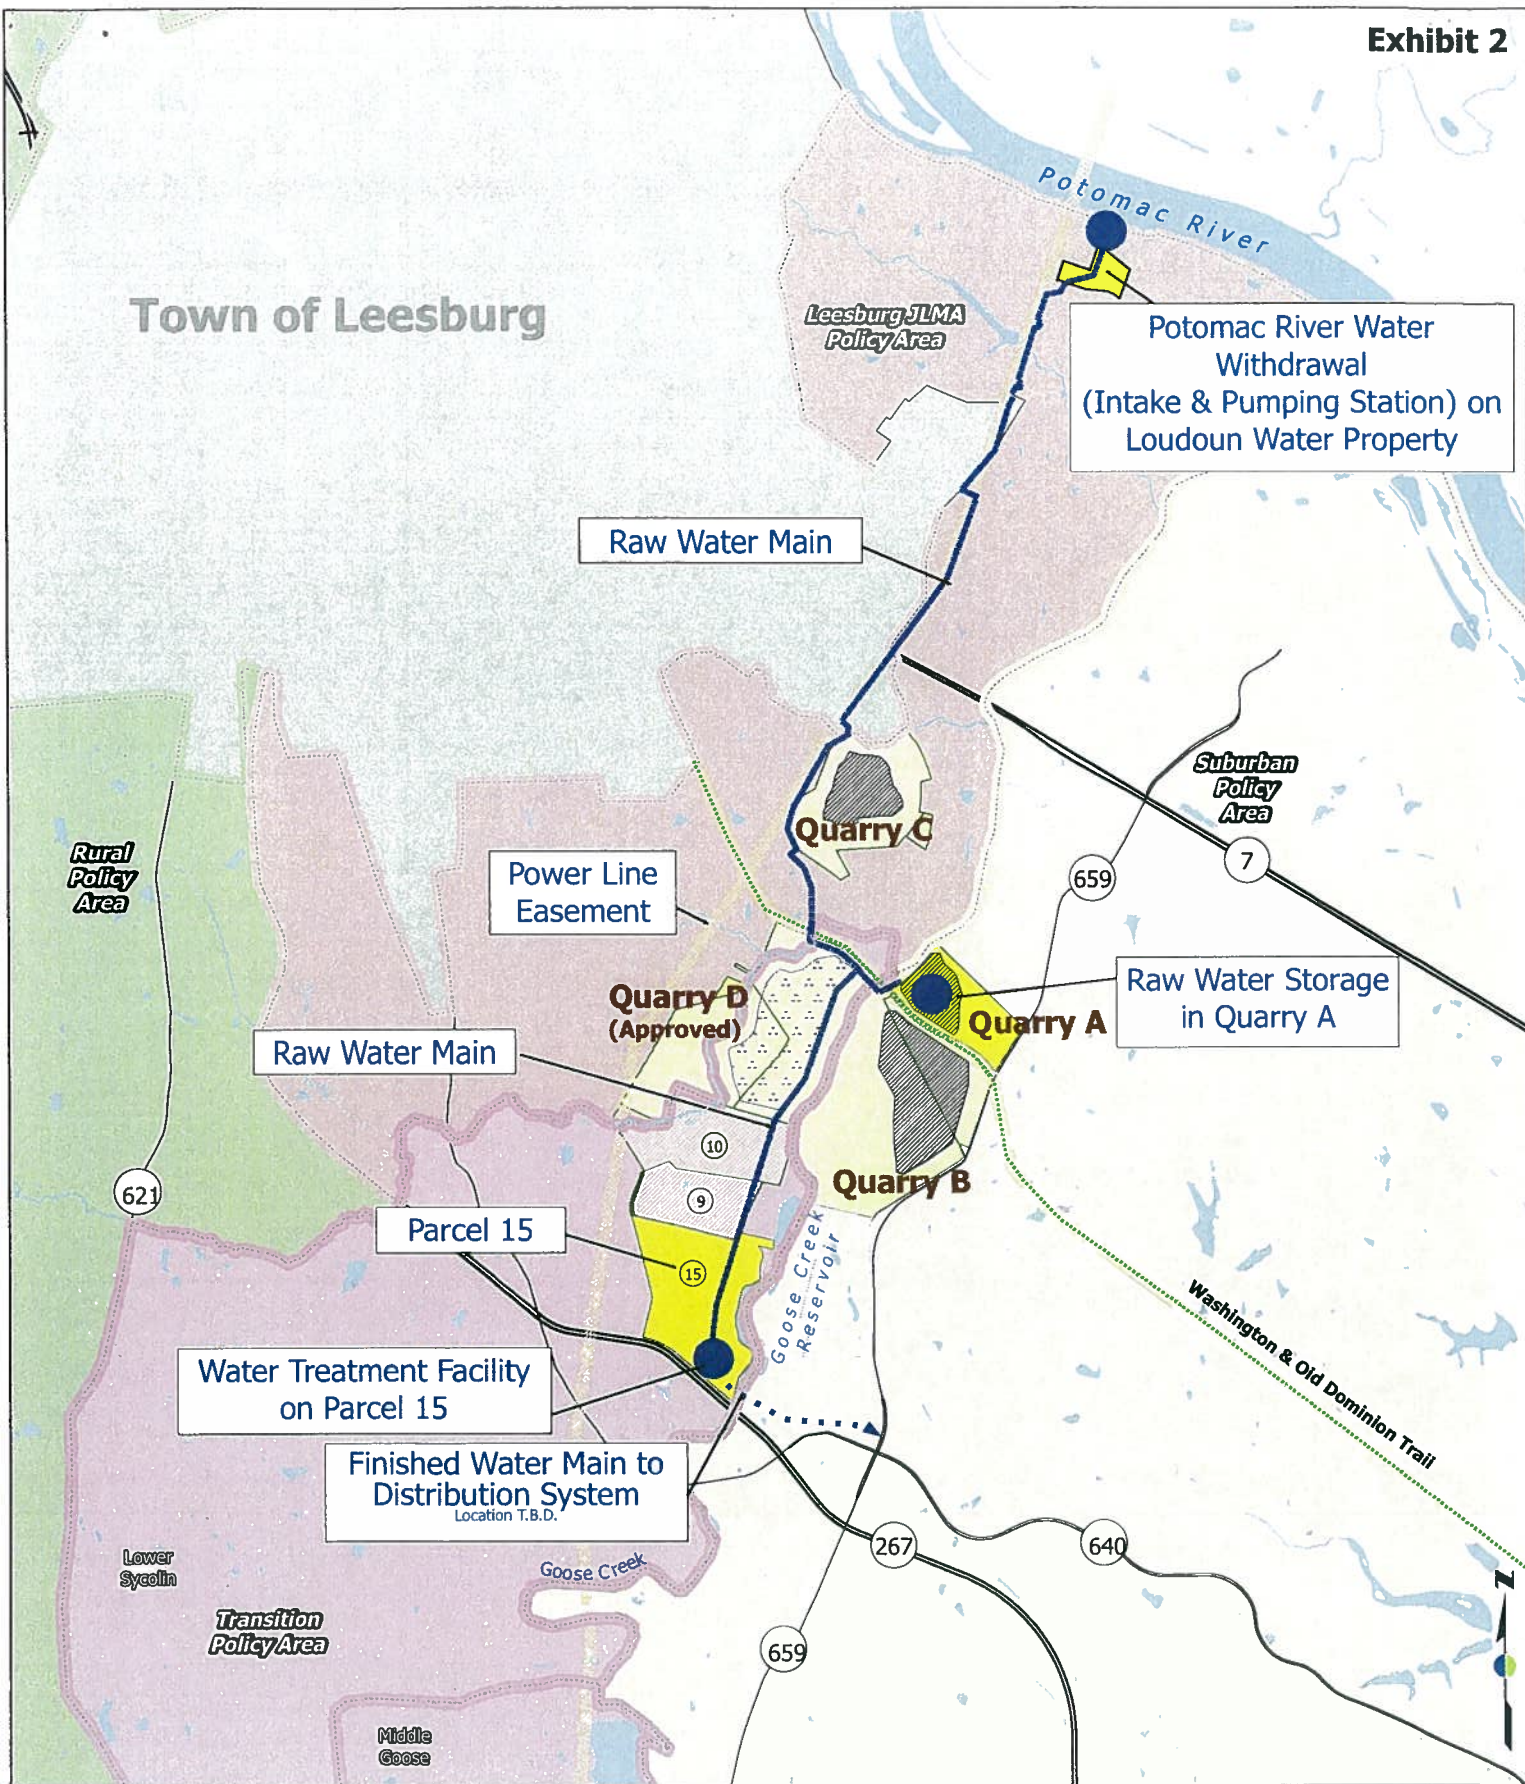 Exhibit 2
Potomac River
Town of Leesburg
Leesburg JLMA
Policy Area
Potomac River Water
Withdrawal
(Intake & Pumping Station) on
Loudoun Water Property
Raw Water Main
Suburban
Policy
Area
Quarry C
Rural
Policy
Area
7
659
Power Line
Easement
Raw Water Storage
in Quarry A
Quarry D
(Approved)
Quarry A
Raw Water Main
10
Quarry B
621
9
Parcel 15
15
Goose Creek
Reservoir
Washington & Old Dominion Trail
Water Treatment Facility
on Parcel 15
Finished Water Main to
Distribution System
Location T.B.D.
267
640
Lower
Sycolin
Goose Creek
Z
Transition
Policy Area
659
Middle
Goose